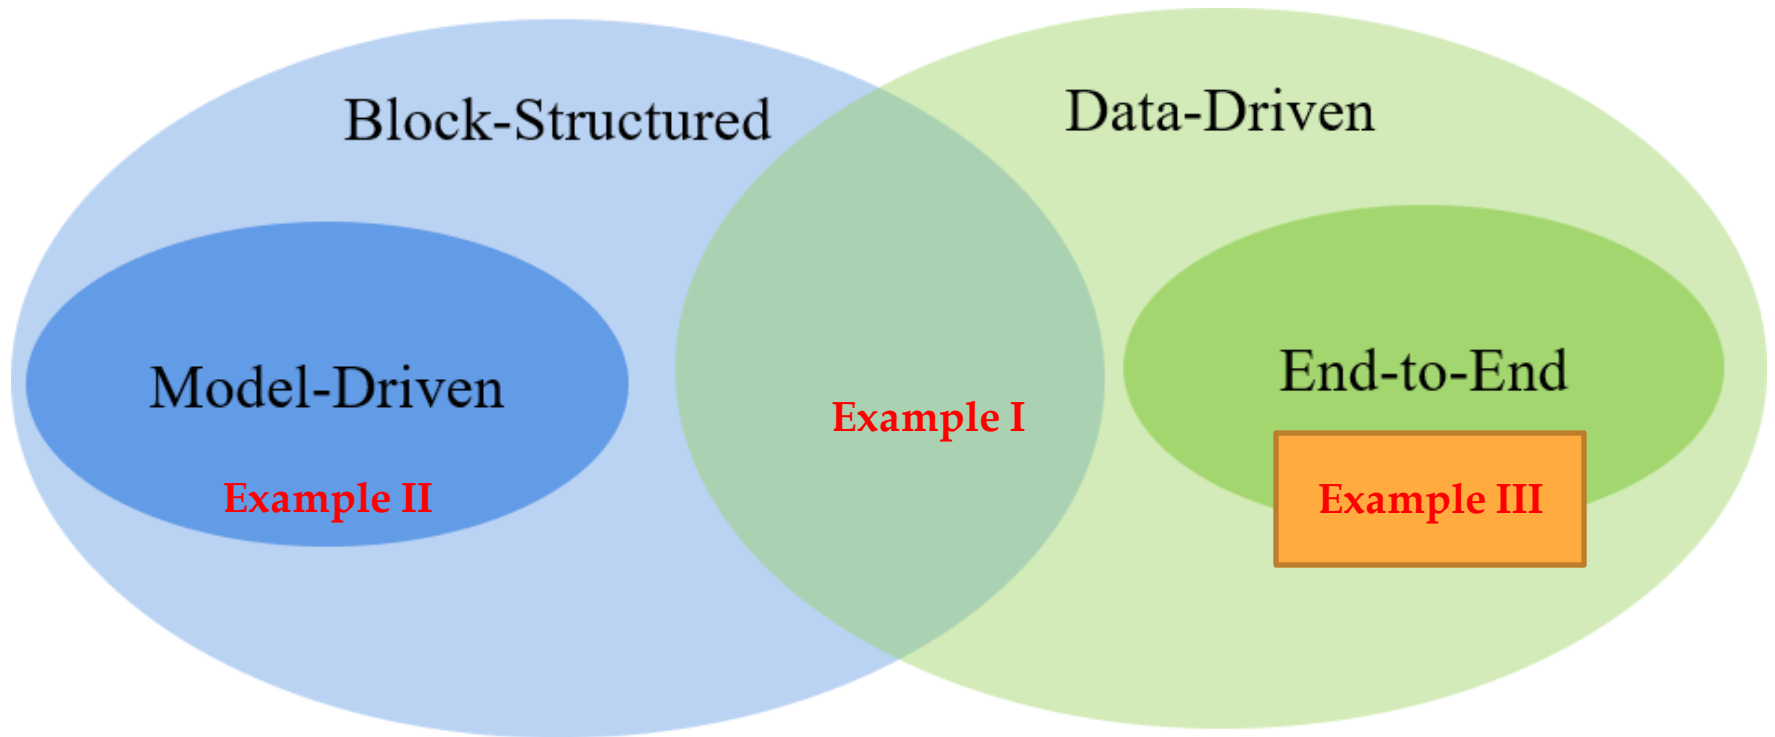 Block-Structured
Data-Driven
Model-Driven
End-to-End
Example I
Example II
Example III